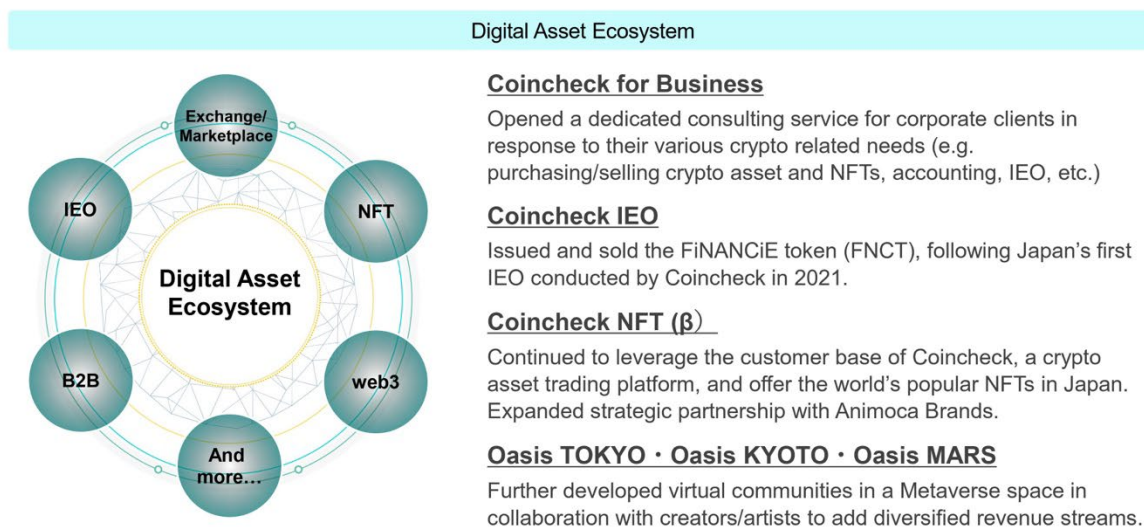 Digital Asset Ecosystem
Exchange/
Marketplace
IEO
NFT
Digital Asset
Ecosystem
B2B
web3
And
more…
Coincheck for Business
Opened a dedicated consulting service for corporate clients in
response to their various crypto related needs (e.g.
purchasing/selling crypto asset and NFTs, accounting, IEO, etc.)
Coincheck IEO
Issued and sold the FiNANCiE token (FNCT), following Japan’s first
IEO conducted by Coincheck in 2021.
Coincheck NFT (β）
Continued to leverage the customer base of Coincheck, a crypto
asset trading platform, and offer the world’s popular NFTs in Japan.
Expanded strategic partnership with Animoca Brands.
Oasis TOKYO・Oasis KYOTO・Oasis MARS
Further developed virtual communities in a Metaverse space in
collaboration with creators/artists to add diversified revenue streams.